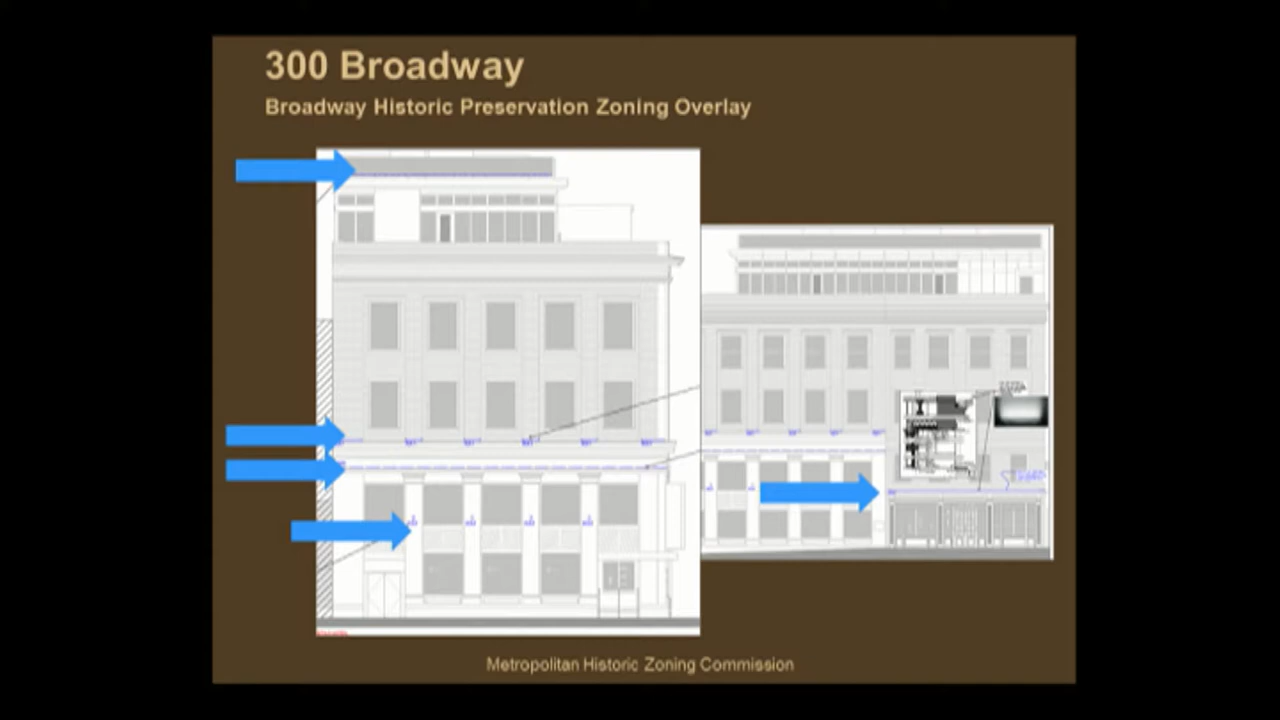 300 Broadway
Broadway Historic Preservation Zoning Overlay
Metropolitan Historic Zoning Commission